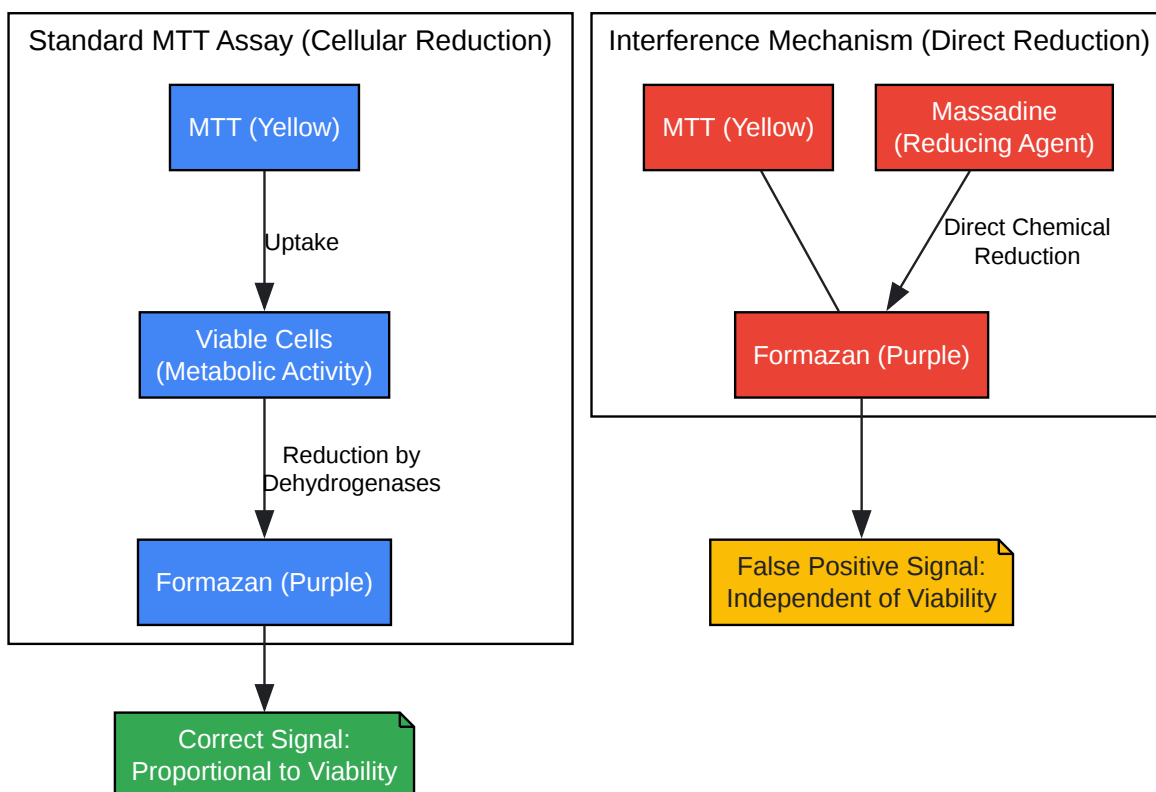 Standard MTT Assay (Cellular Reduction)
MTT (Yellow)
Uptake
Viable Cells
(Metabolic Activity)
Reduction by
Dehydrogenases
Formazan (Purple)
Correct Signal:
Proportional to Viability
Interference Mechanism (Direct Reduction)
MTT (Yellow)
Massadine
(Reducing Agent)
Direct Chemical
Reduction
Formazan (Purple)
False Positive Signal:
Independent of Viability